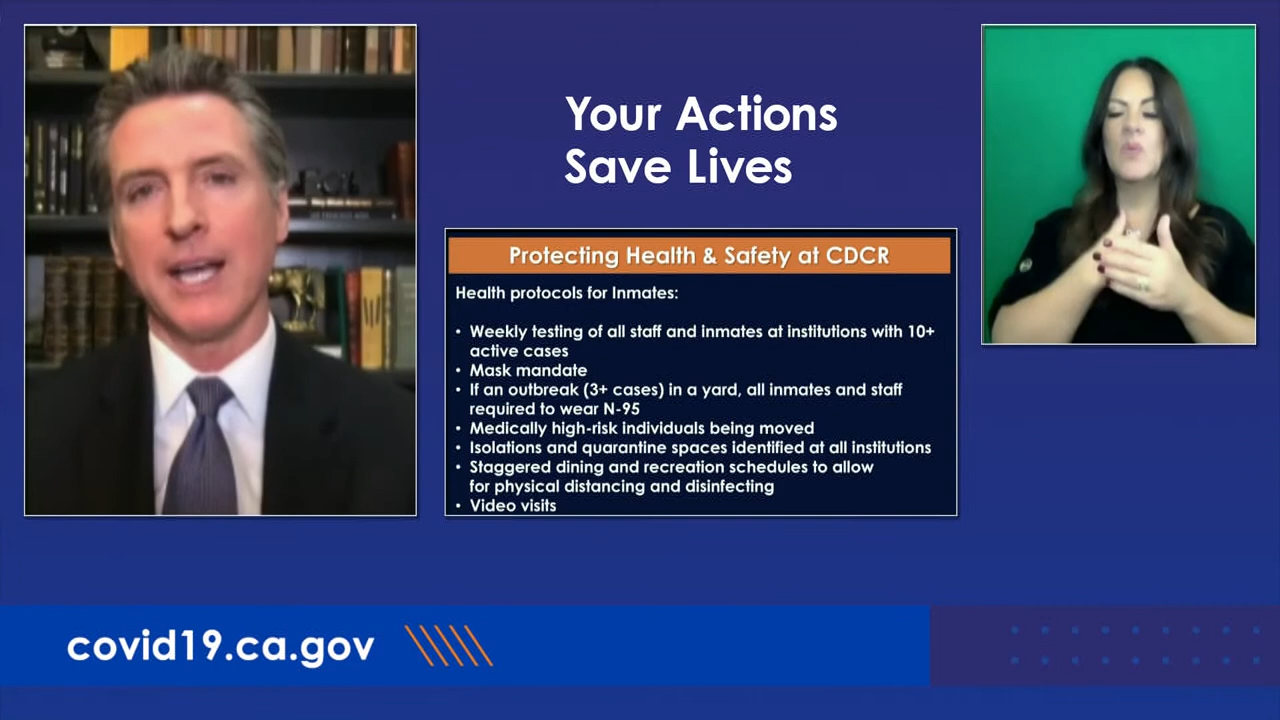 Your Actions
Save Lives
Protecting Health & Safety at CDCR
Health protocols for Inmates:
• Weekly testing of all staff and inmates at institutions with 10+
active cases
• Mask mandate
• If an outbreak (3+ cases) in a yard, all inmates and staff
required to wear N-95
• Medically high-risk individuals being moved
• Isolations and quarantine spaces identified at all institutions
• Staggered dining and recreation schedules to allow
for physical distancing and disinfecting
• Video visits
covid19.ca.gov